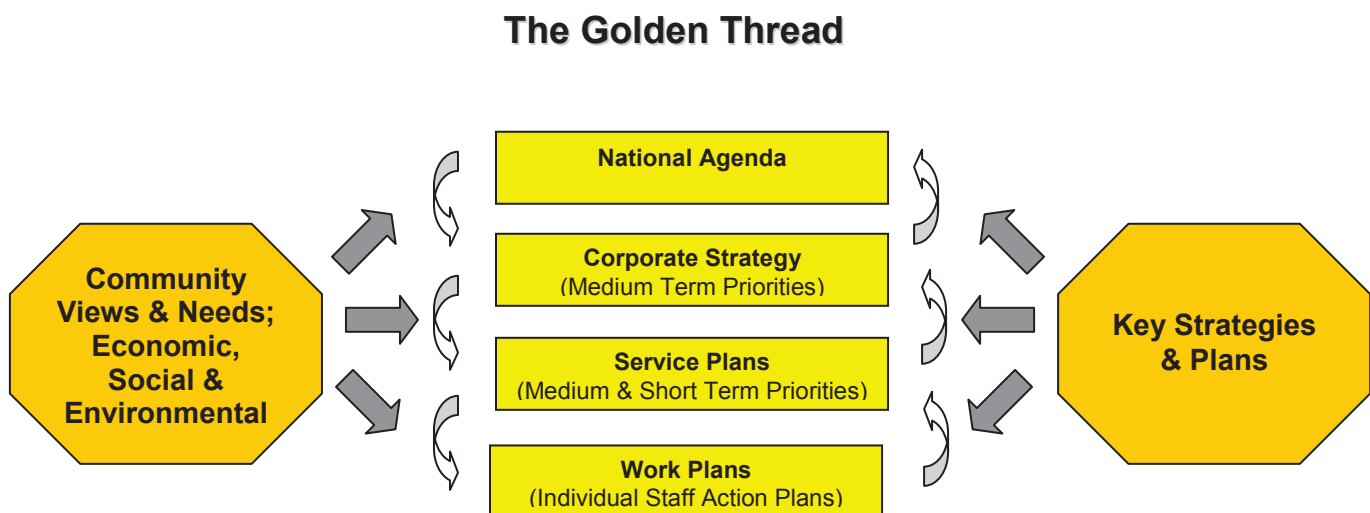 The Golden Thread
National Agenda
Corporate Strategy
(Medium Term Priorities)
Service Plans
(Medium & Short Term Priorities)
Work Plans
(Individual Staff Action Plans)
Community
Views & Needs;
Economic,
Social &
Environmental
Key Strategies
& Plans